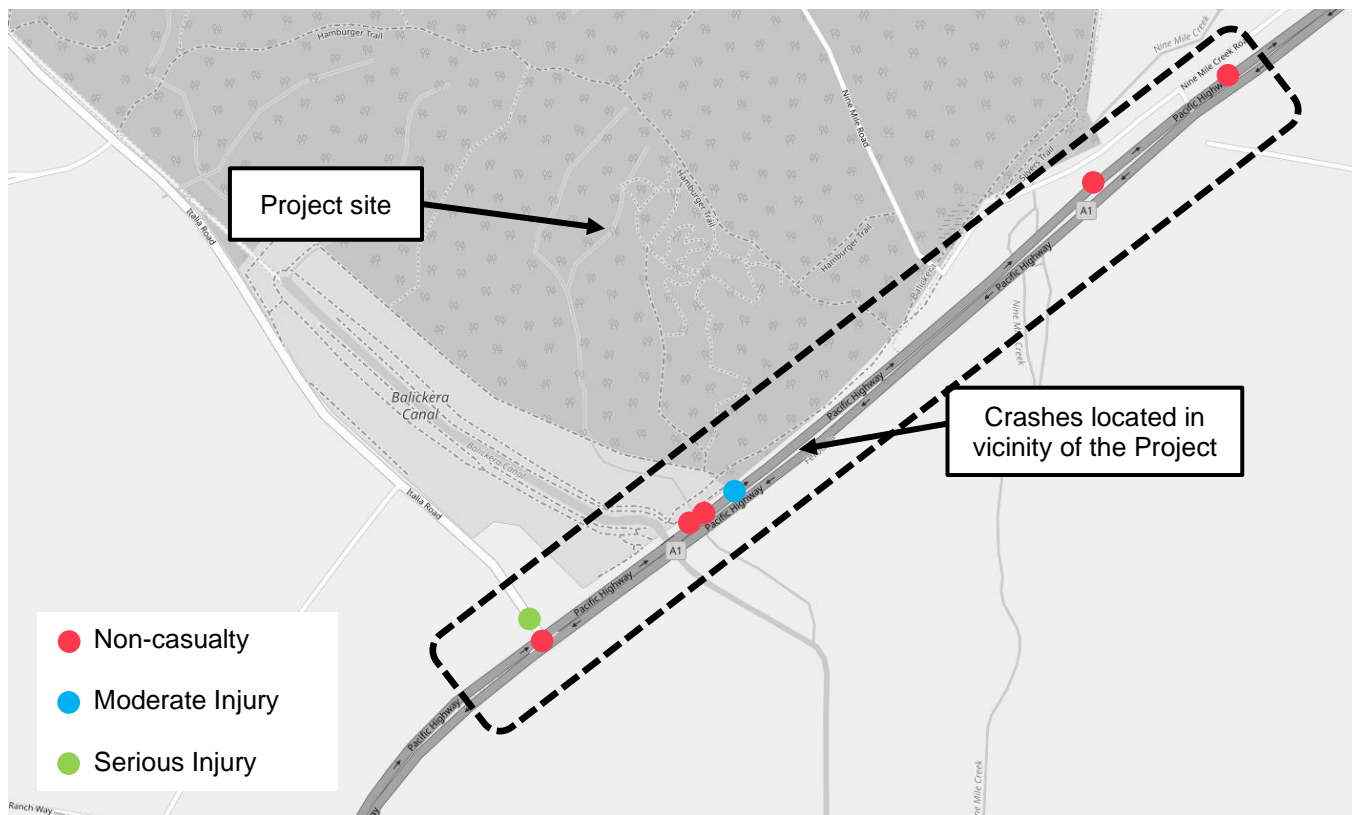 Hamburger Trail
Nine Mile Creek
Nine Mile Creek Road
Pacific Highway
Nine Mile Road
Italia Road
Project site
Hamburger Trail
A1
Hamburger Trail
Pacific Highway
Pacific Highway
Balickera
Nine Mile Creek
Balickera
Canal
Pacific Highway
Crashes located in
vicinity of the Project
Balickera Canal
Italia Road
Pacific Highway
A1
Pacific Highway
Non-casualty
Moderate Injury
Serious Injury
Pacific Highway
Pacific Highway
Nine Mile Creek
Ranch Way